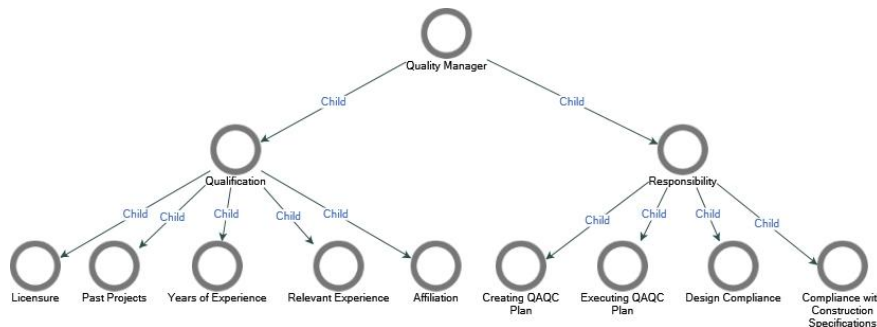 Quality Manager
Child
Child
Qualification
Responsibility
Child
Child
Child
Child
Child
Child
Child
Child
Child
Licensure
Past Projects
Years of Experience
Relevant Experience
Affiliation
Creating QAQC
Plan
Executing QAQC
Plan
Design Compliance
Compliance wit
Construction
Specifications